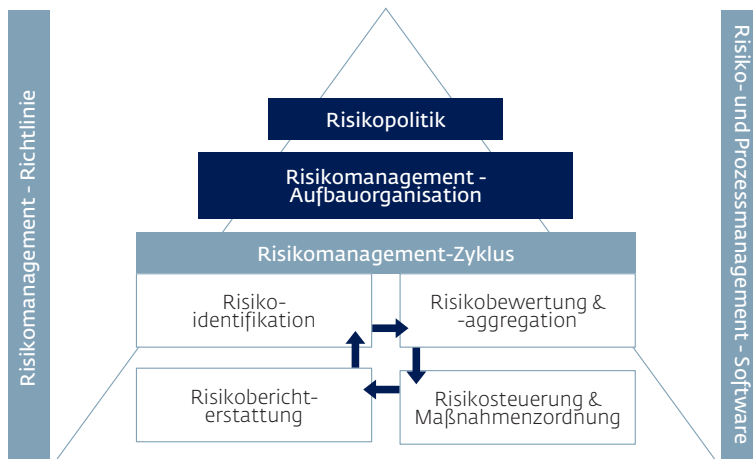 Risikomanagement - Richtlinie
Risikopolitik
Risikomanagement -
Aufbauorganisation
Risikomanagement-Zyklus
Risiko-
identifikation
Risikobewertung &
-aggregation
Risikobericht-
erstattung
Risikosteuerung &
Maßnahmenzordnung
Risiko- und Prozessmanagement - Software